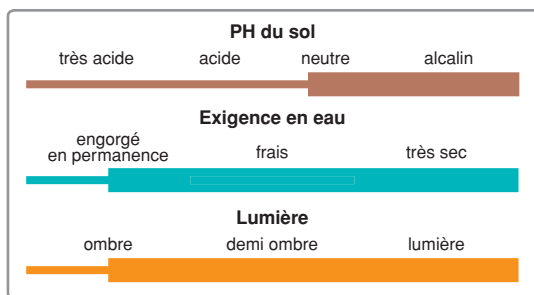 PH du sol
très acide acide neutre alcalin
Exigence en eau
engorgé
en permanence frais très sec
Lumière
ombre demi ombre lumière